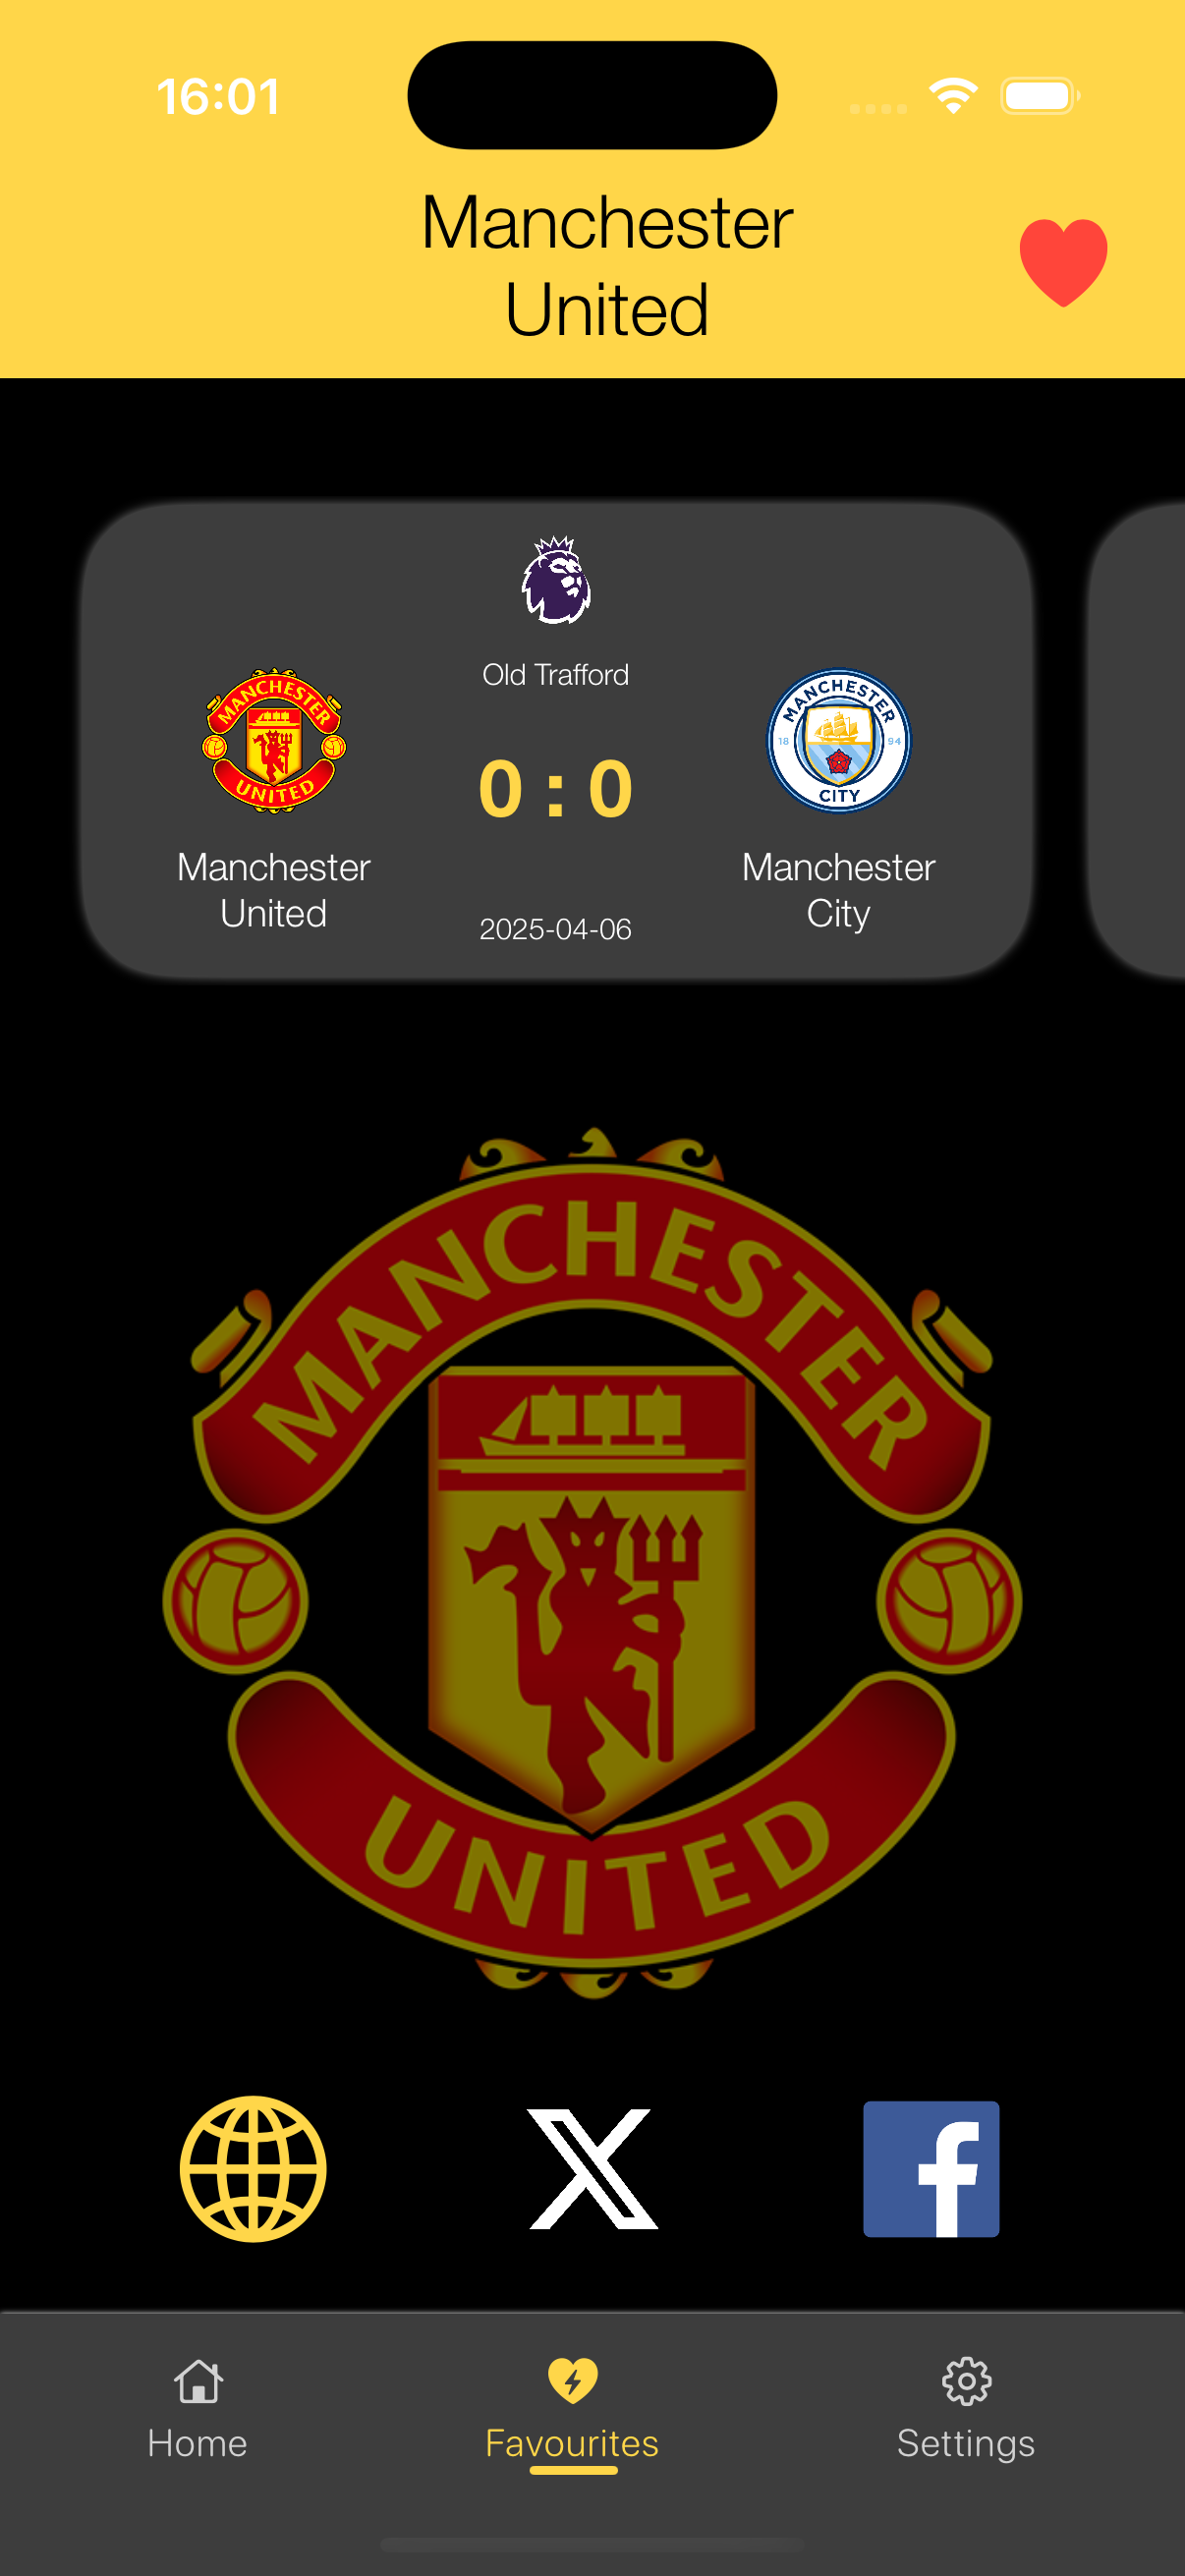 16:01
Manchester
United
Old Trafford
MANCHESTER
UNITED
0 : 0
MANCHESTER
18 94
CITY
Manchester
United
Manchester
City
2025-04-06
MANCHESTER
UNITED
Home
Favourites
Settings